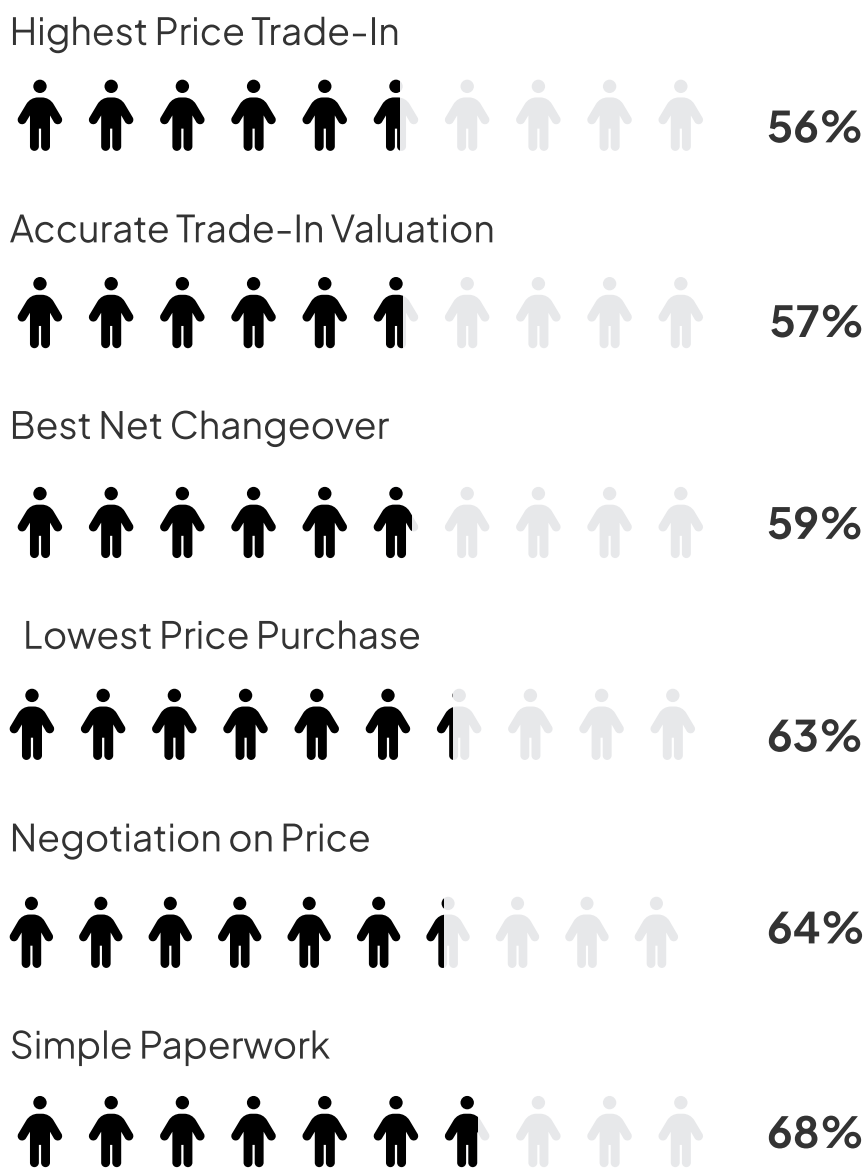 Highest Price Trade-In
56%
Accurate Trade-In Valuation
57%
Best Net Changeover
59%
Lowest Price Purchase
63%
Negotiation on Price
64%
Simple Paperwork
68%